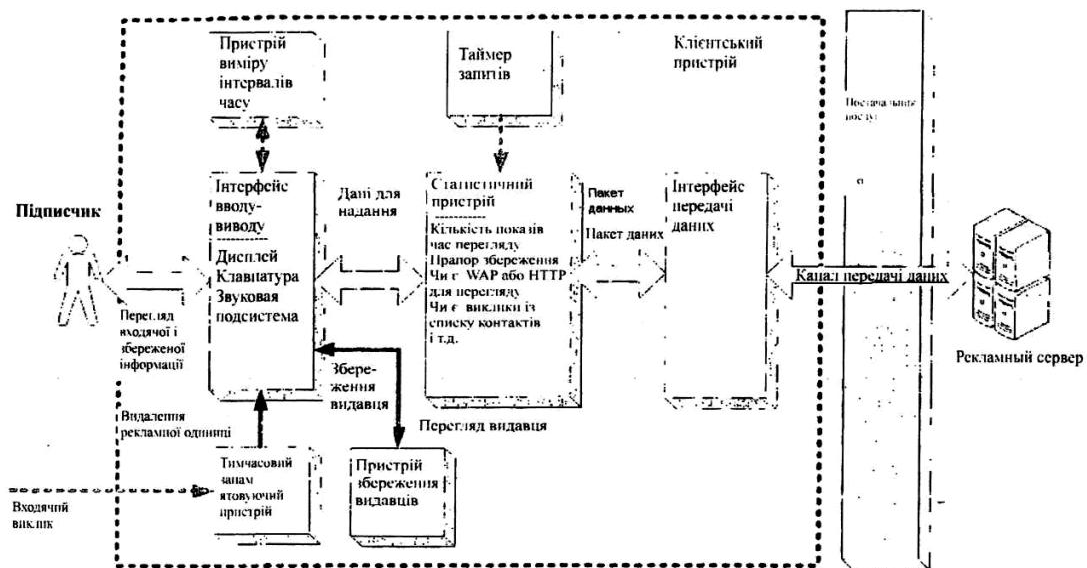 Пристрій
виміру
інтервалів
часу
Таймер
запитів
Клієнтський
пристрій
Підписчик
Інтерфейс
вводу-
виводу
Дисплей
Клавиатура
Звуковая
подсистема
Дані для
надання
Статистичний
пристрій
Кількість показів
час перегляду
Прапор збереження
Чи є WAP або HTTP
для перегляду
Чи є виклики із
списку контактів
і т.д.
Пакет
данных
Пакет даних
Інтерфейс
передачі
даних
Канал передачі даних
Рекламный сервер
Перегляд
входячої і
збереженої
інформації
Збере-
ження
видавця
Видалення
рекламної одиниці
Перегляд видавця
Тимчасовий
запам
ятовуючий
пристрій
Пристрій
збереження
видавців
Входячий
виклик